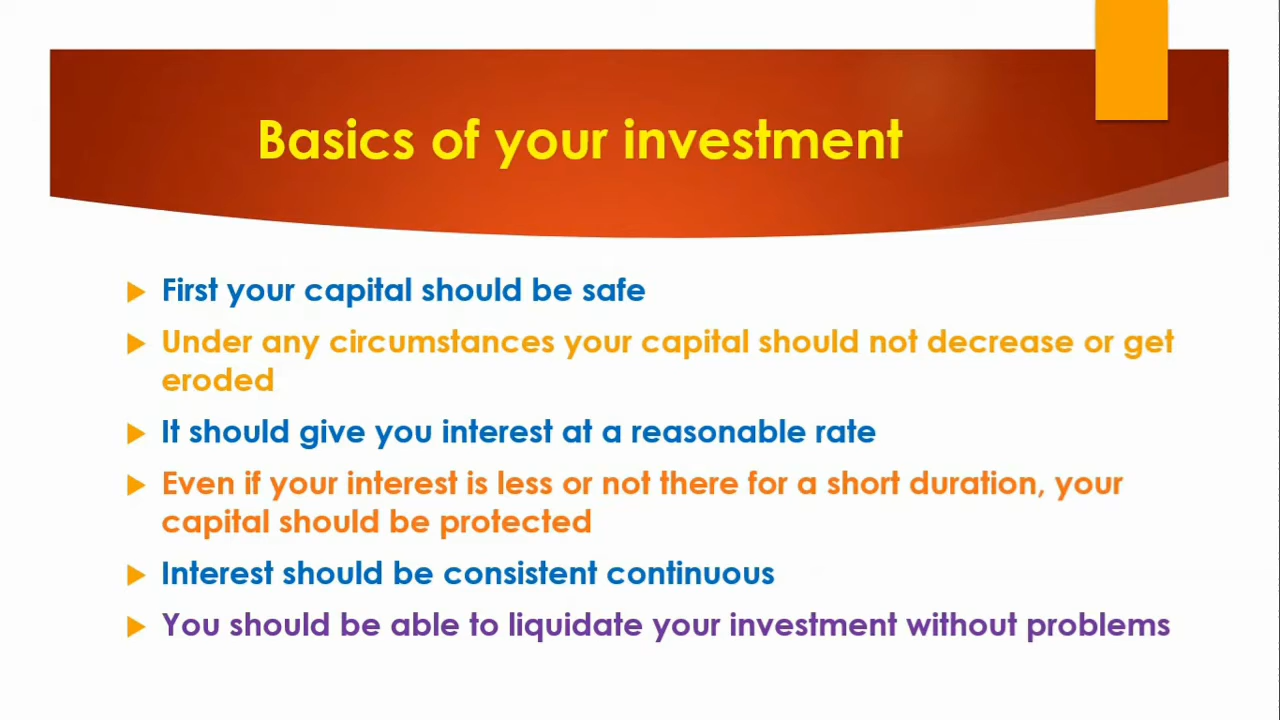 Basics of your investment
First your capital should be safe
Under any circumstances your capital should not decrease or get
eroded
It should give you interest at a reasonable rate
Even if your interest is less or not there for a short duration, your
capital should be protected
Interest should be consistent continuous
You should be able to liquidate your investment without problems